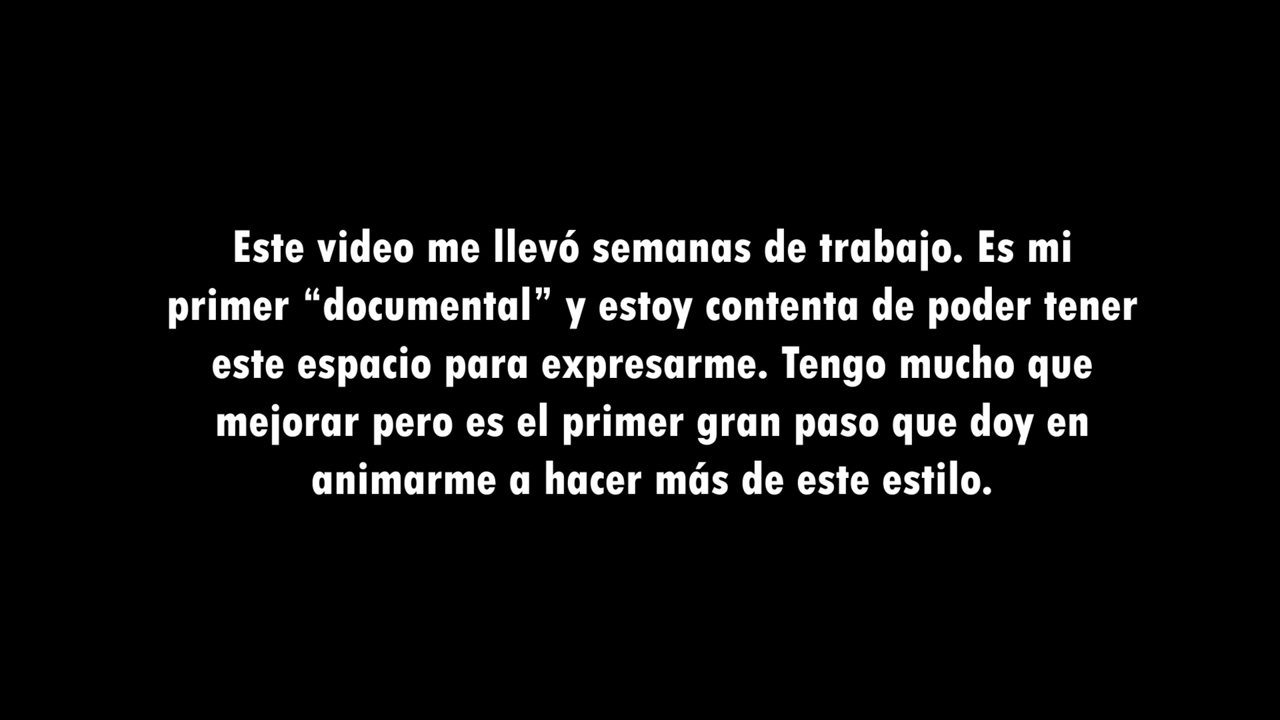 Este video me llevó semanas de trabajo. Es mi
primer “documental” y estoy contenta de poder tener
este espacio para expresarme. Tengo mucho que
mejorar pero es el primer gran paso que doy en
animarme a hacer más de este estilo.